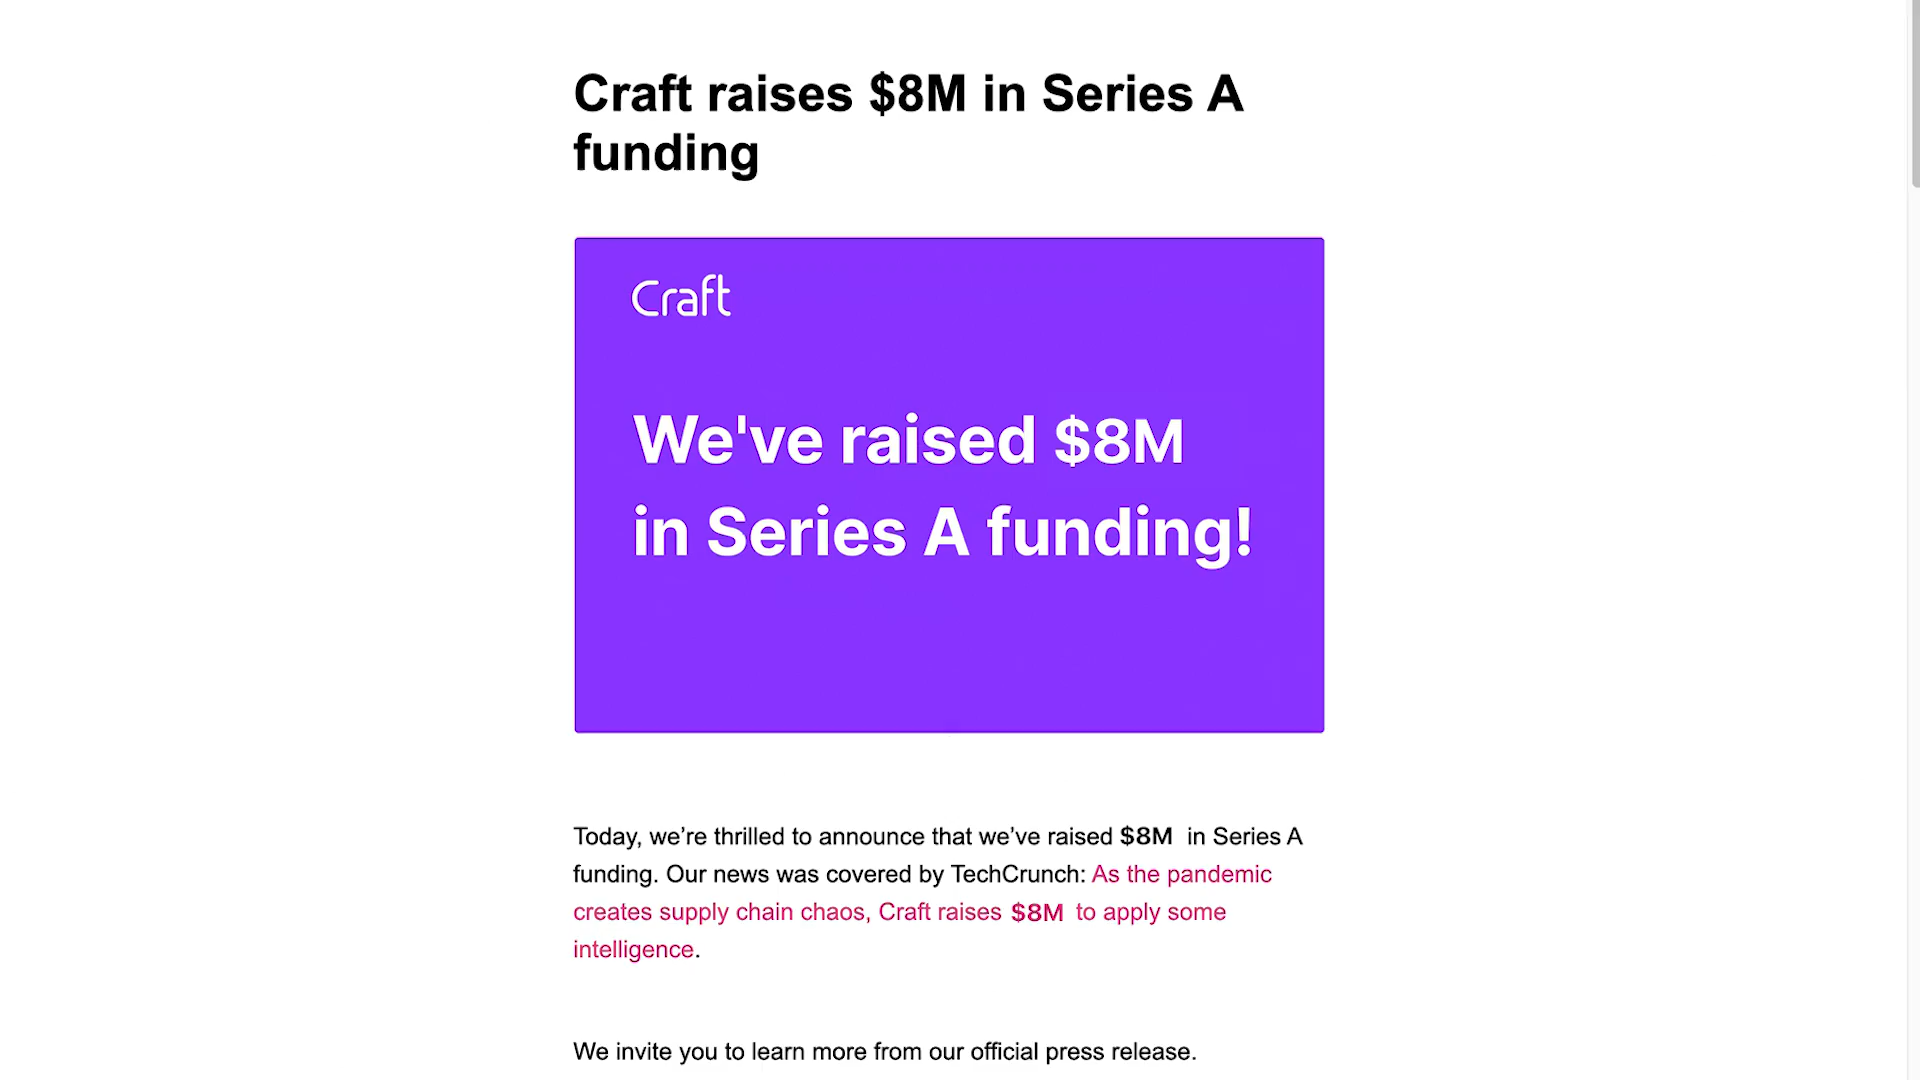 Craft raises $8M in Series A
funding
Craft
We've raised $8M
in Series A funding!
Today, we’re thrilled to announce that we’ve raised $8M in Series A
funding. Our news was covered by TechCrunch: As the pandemic
creates supply chain chaos, Craft raises $8M to apply some
intelligence.
We invite you to learn more from our official press release.